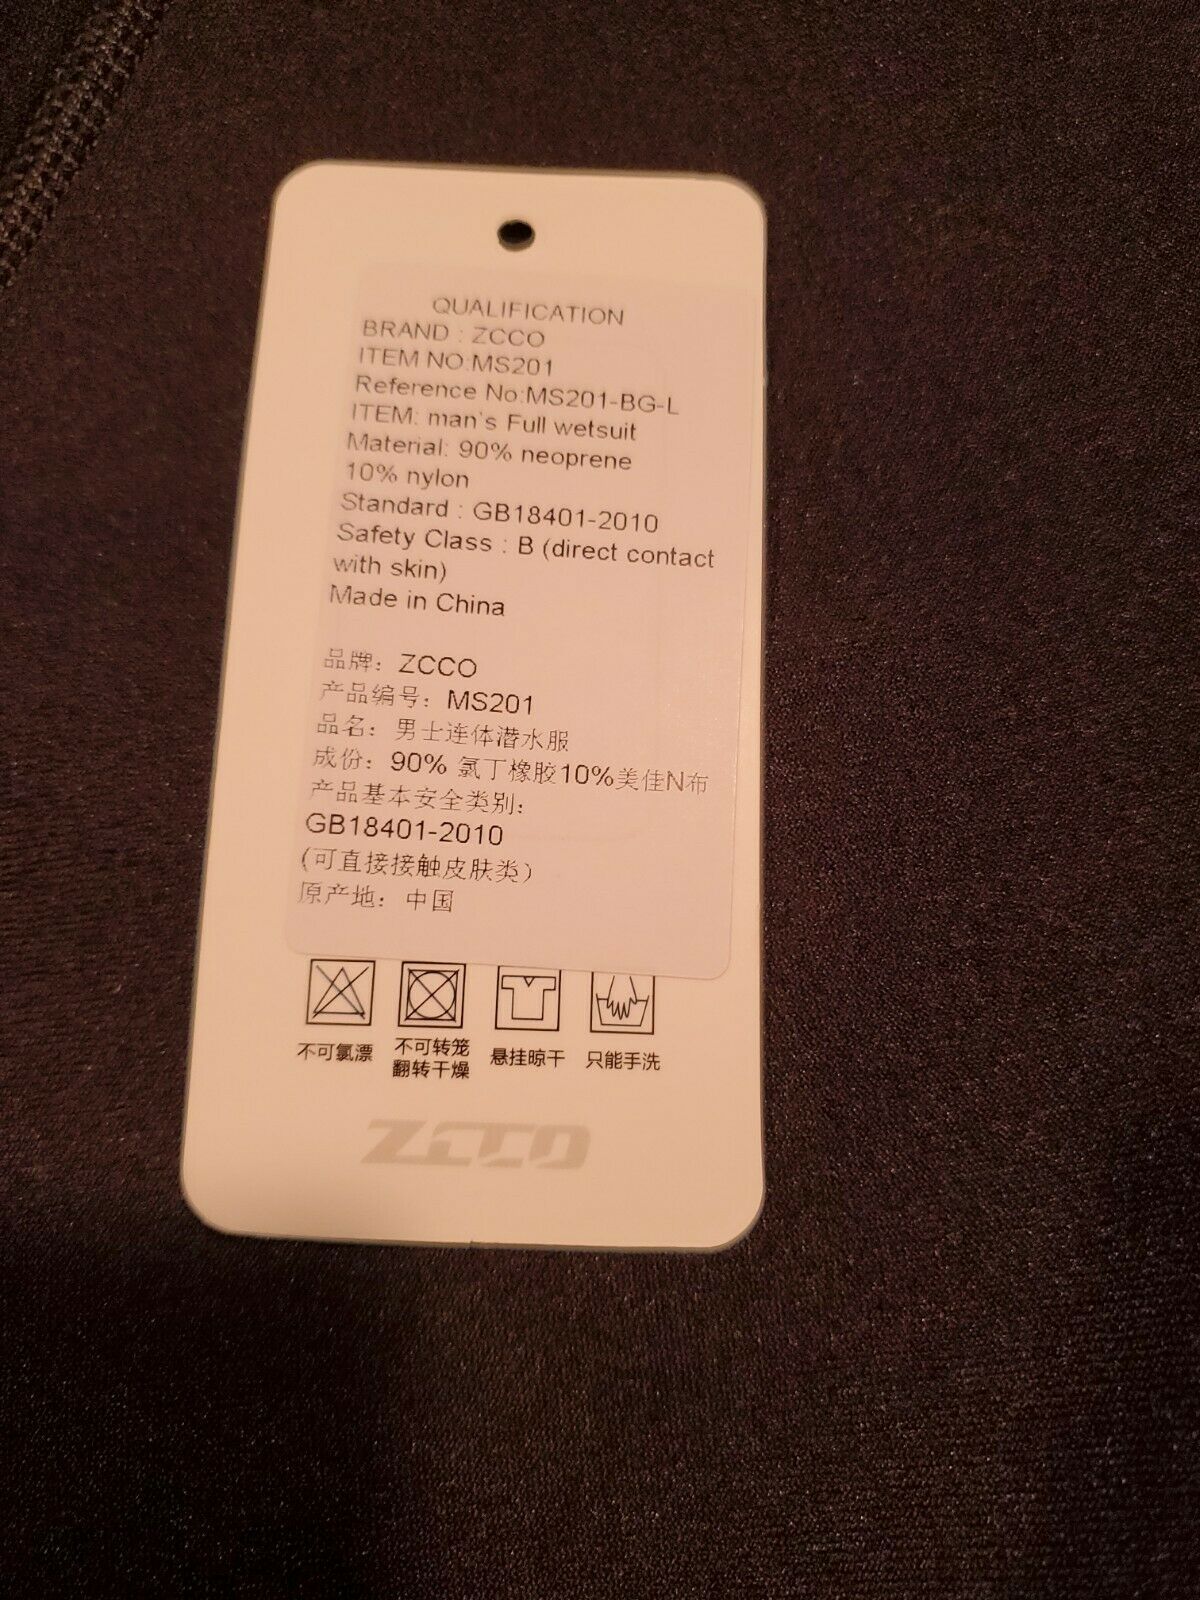 QUALIFICATION
BRAND : ZCCO
ITEM NO:MS201
Reference No:MS201-BG-L
ITEM: man`s Full wetsuit
Material: 90% neoprene
10% nylon
Standard : GB18401-2010
Safety Class : B (direct contact
with skin)
Made in China
品牌：ZCCO
产品编号：MS201
品名：男士连体潜水服
成份：90% 氯丁橡胶10%美佳N布
产品基本安全类别：
GB18401-2010
(可直接接触皮肤类）
原产地：中国
不可氯漂
不可转笼
翻转干燥
悬挂晾干
只能手洗
ZCCO